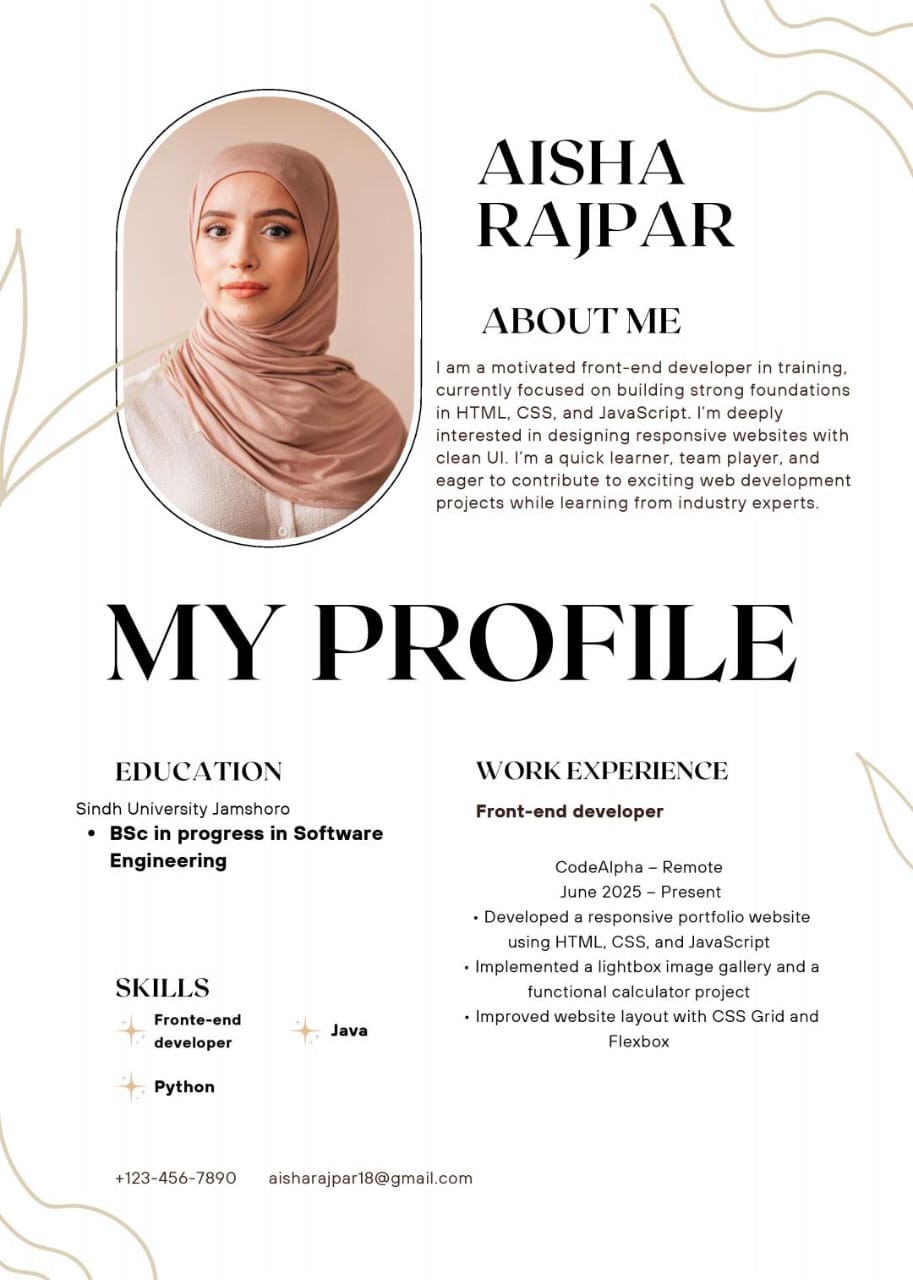 AISHA
RAJPAR
ABOUT ME
I am a motivated front-end developer in training,
currently focused on building strong foundations
in HTML, CSS, and JavaScript. I’m deeply
interested in designing responsive websites with
clean UI. I’m a quick learner, team player, and
eager to contribute to exciting web development
projects while learning from industry experts.
MY PROFILE
EDUCATION
Sindh University Jamshoro
• BSc in progress in Software
Engineering
SKILLS
Fronte-end
developer
Java
Python
WORK EXPERIENCE
Front-end developer
CodeAlpha – Remote
June 2025 – Present
• Developed a responsive portfolio website
using HTML, CSS, and JavaScript
• Implemented a lightbox image gallery and a
functional calculator project
• Improved website layout with CSS Grid and
Flexbox
+123-456-7890 aisharajpar18@gmail.com